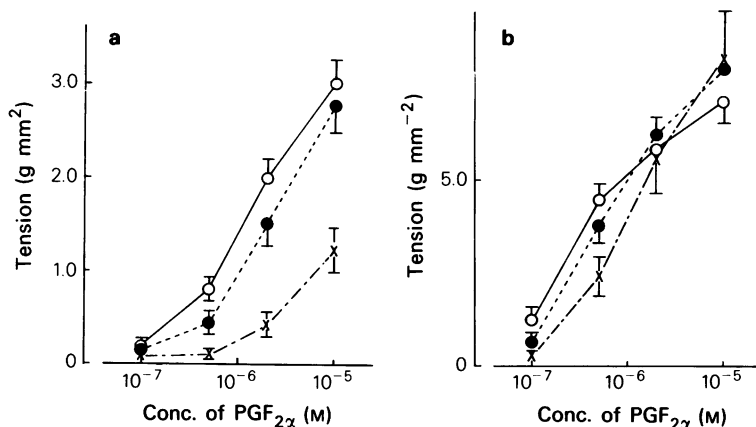 a
Tension (g mm²)
3.0
2.0
1.0
0
10⁻⁷
10⁻⁶
10⁻⁵
Conc. of PGF₂α (M)
b
Tension (g mm⁻²)
5.0
0
10⁻⁷
10⁻⁶
10⁻⁵
Conc. of PGF₂α (M)